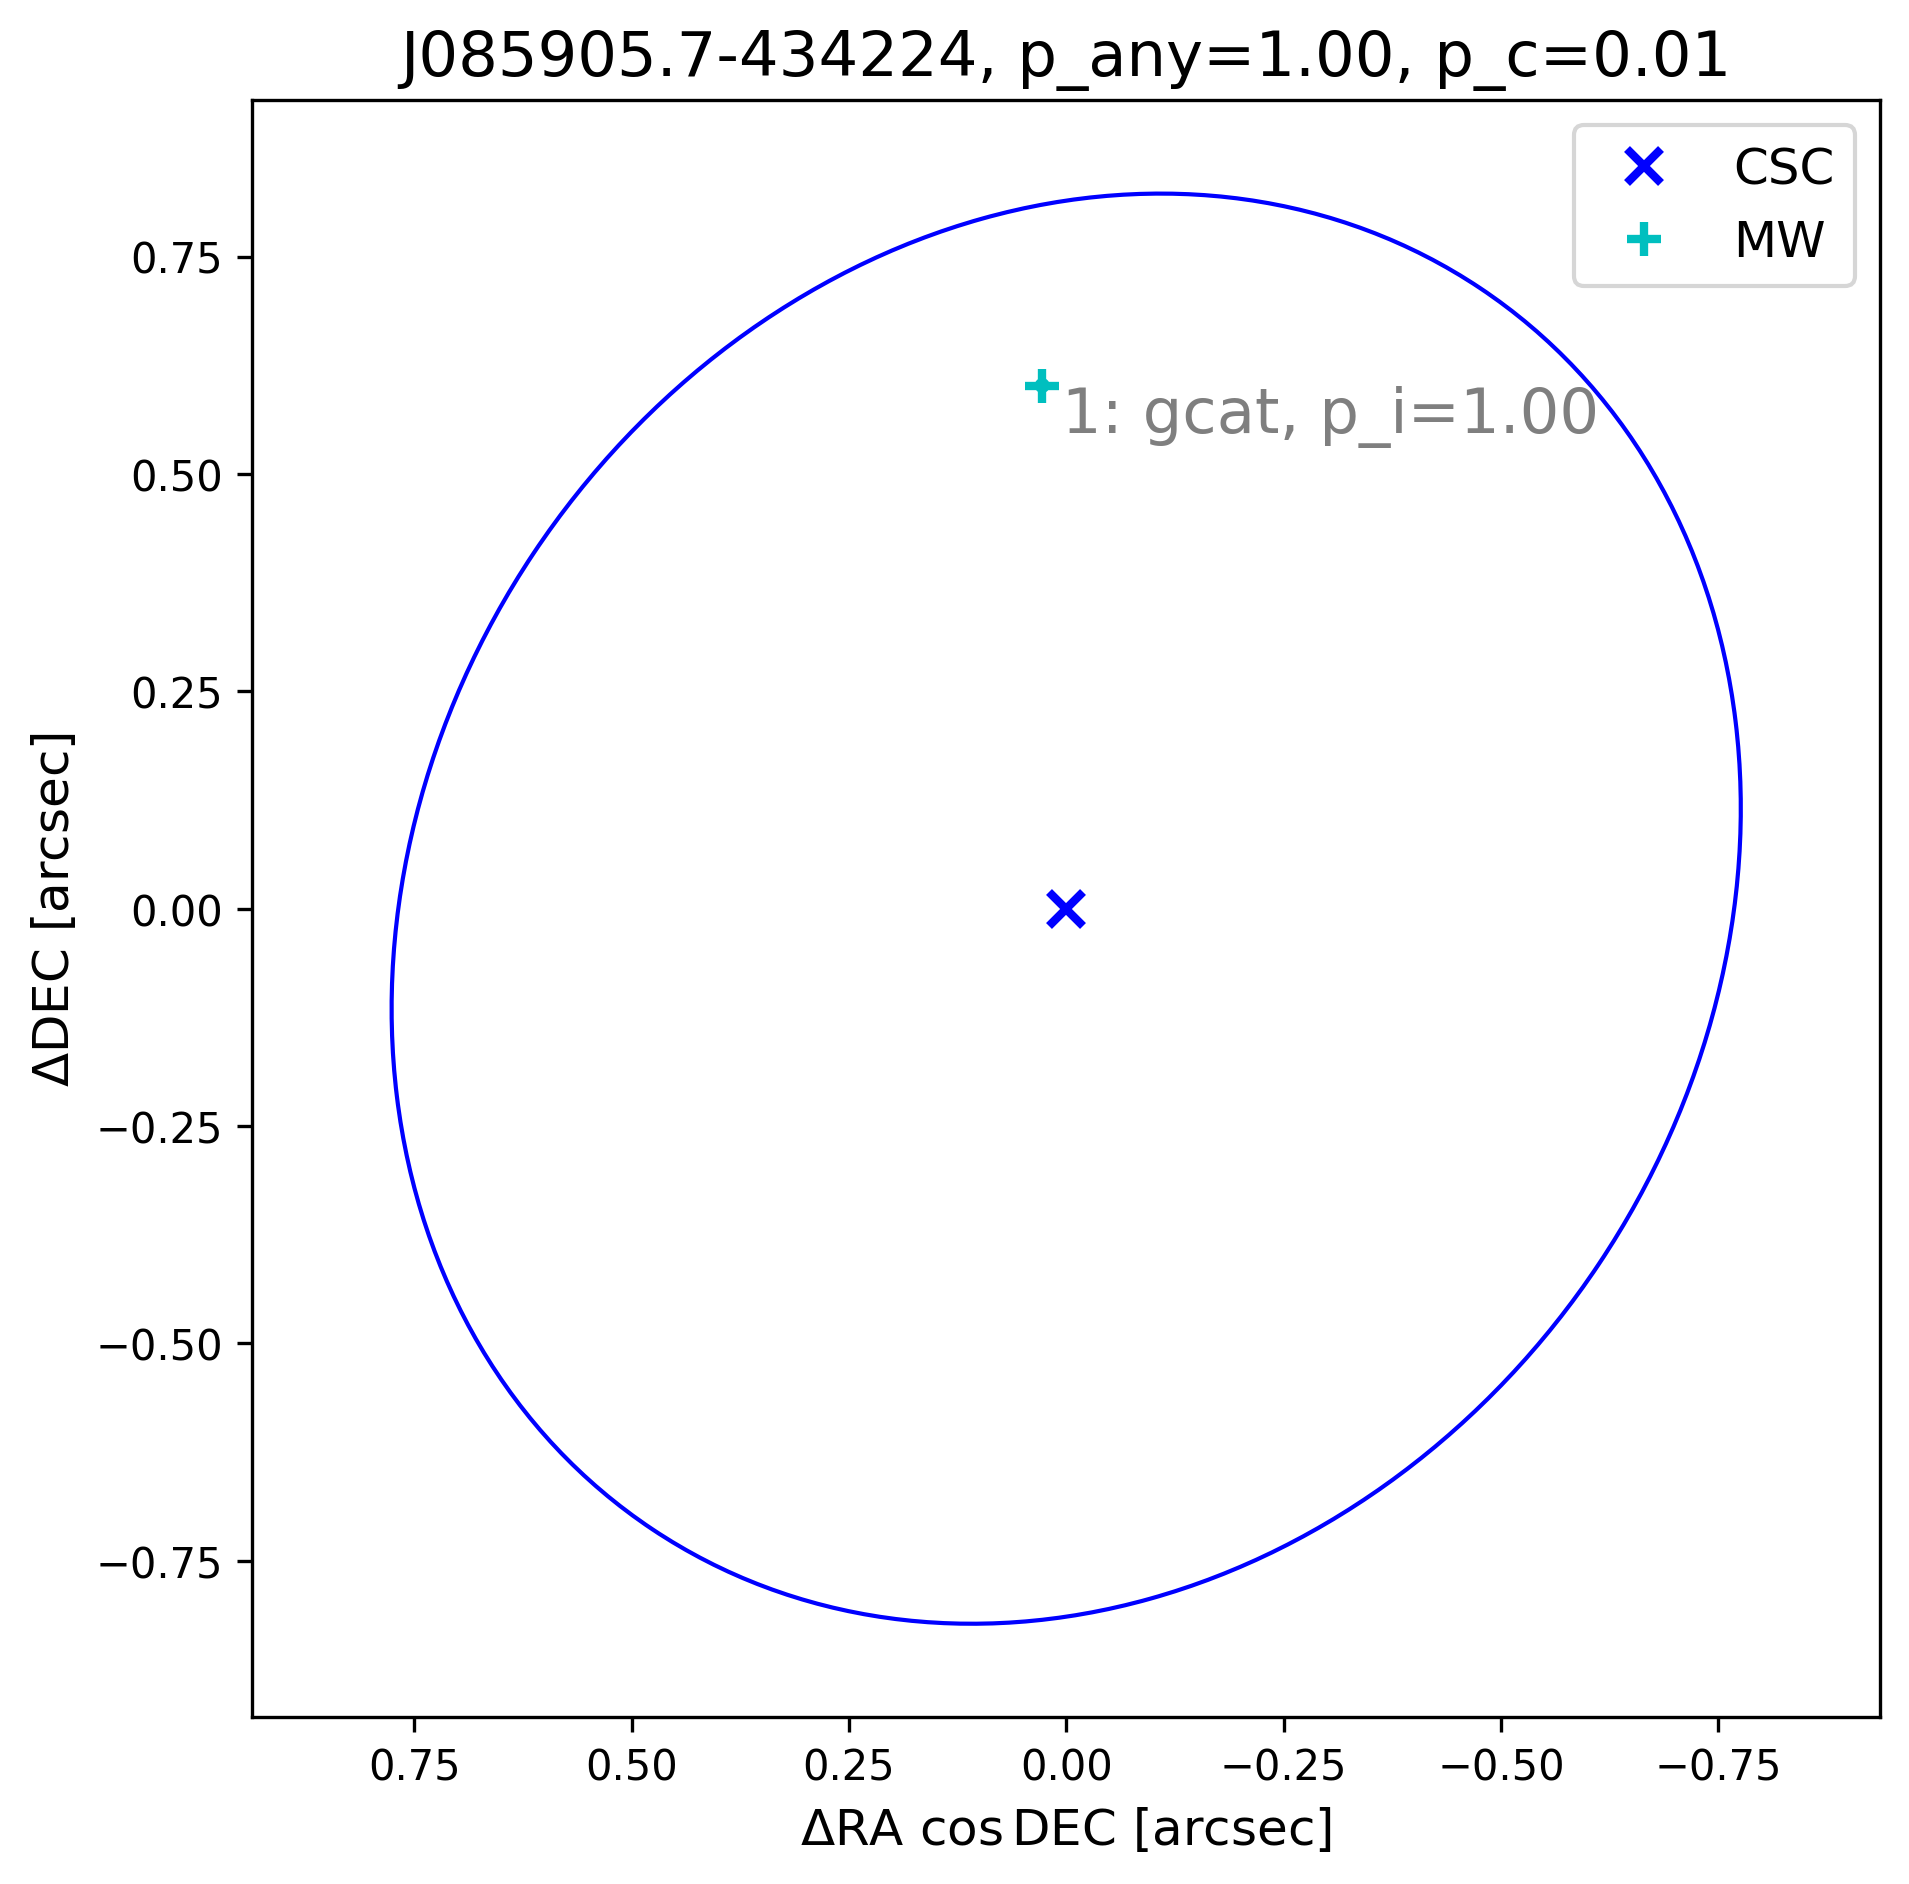 J085905.7-434224, p_any=1.00, p_c=0.01
CSC
MW
1: gcat, p_i=1.00
0.75
0.50
0.25
0.00
−0.25
−0.50
−0.75
ΔDEC [arcsec]
0.75 0.50 0.25 0.00 −0.25 −0.50 −0.75
ΔRA cos DEC [arcsec]